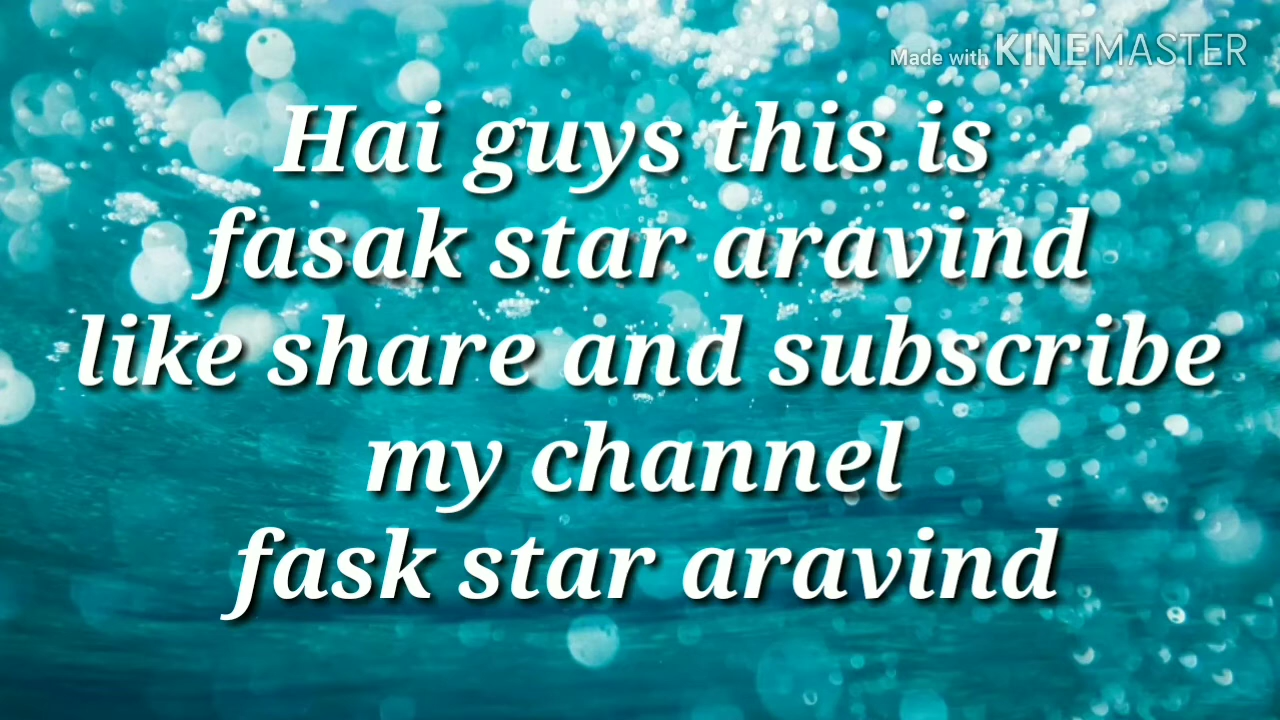 Made with KINEMASTER
Hai guys this is
fasak star aravind
like share and subscribe
my channel
fask star aravind